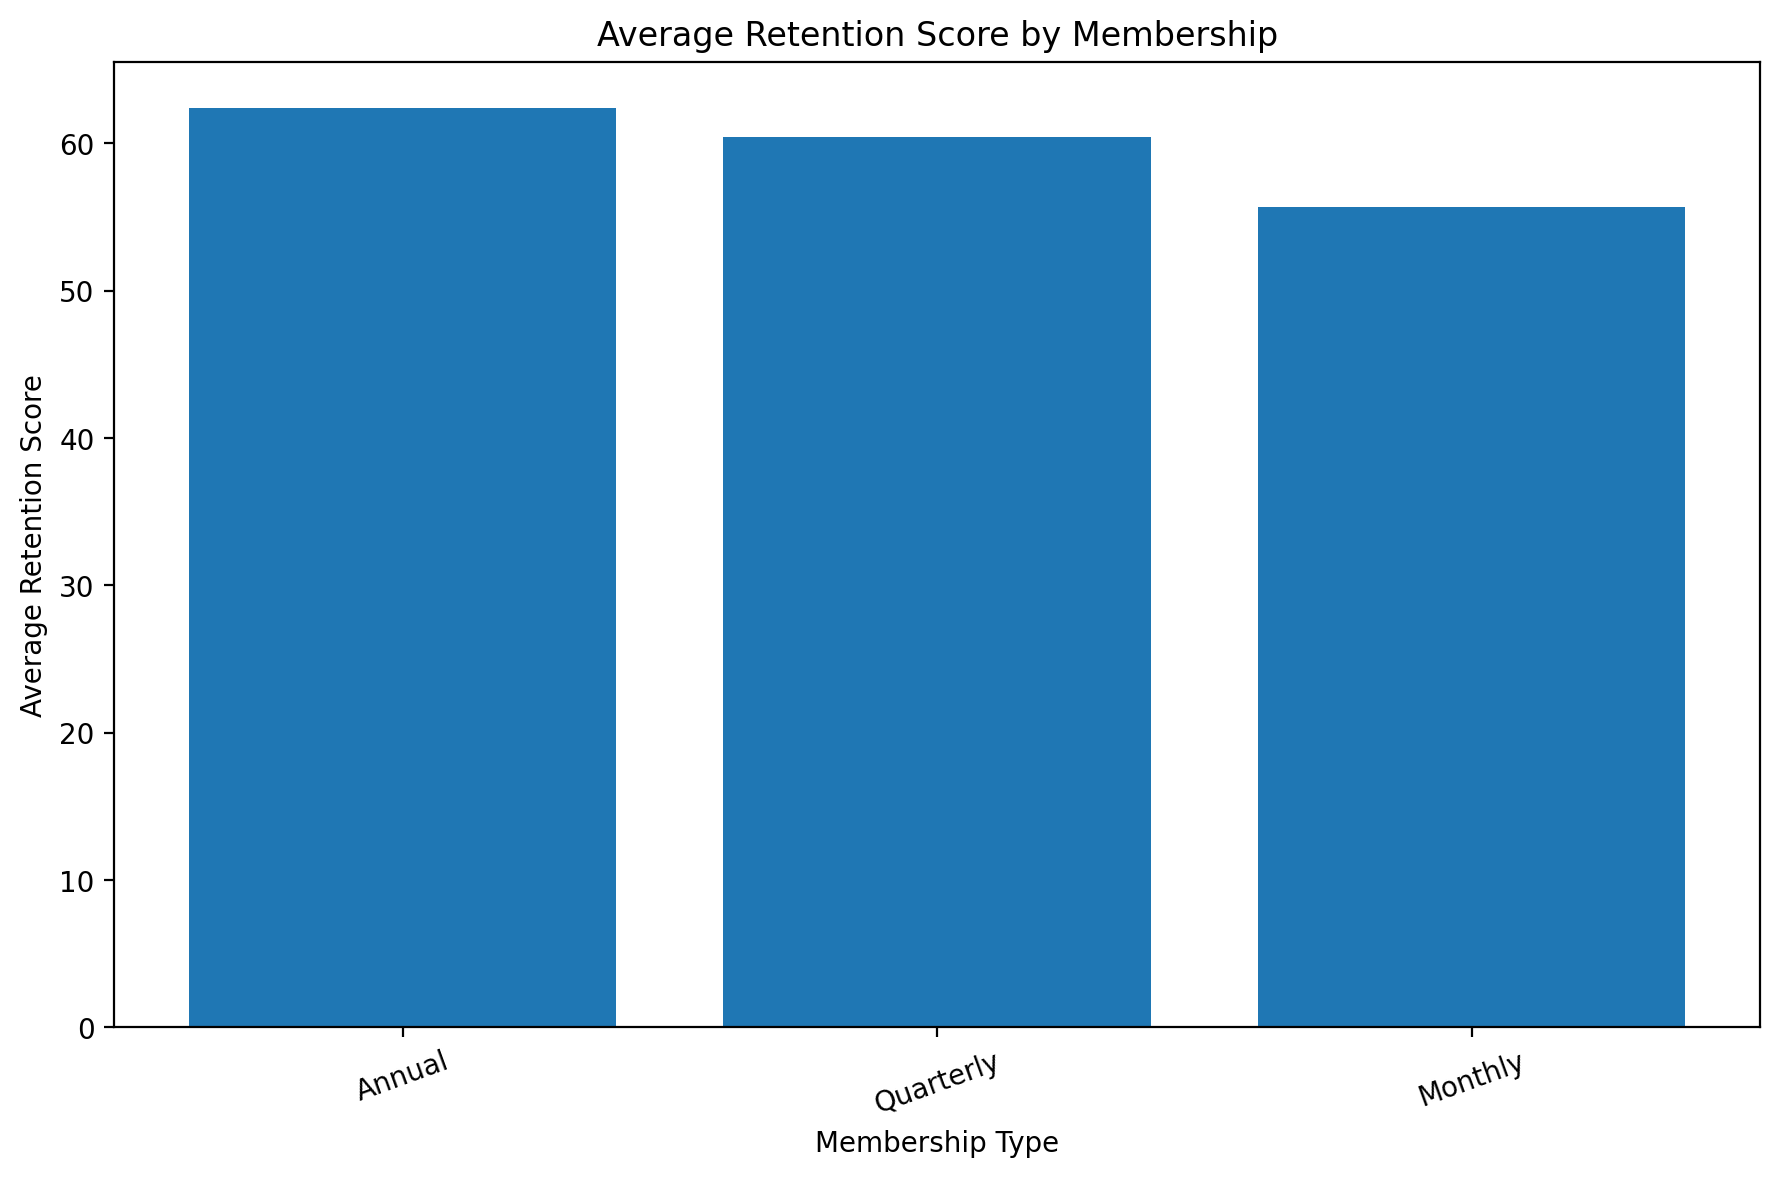 Average Retention Score by Membership
Average Retention Score
60
50
40
30
20
10
0
Annual
Quarterly
Monthly
Membership Type